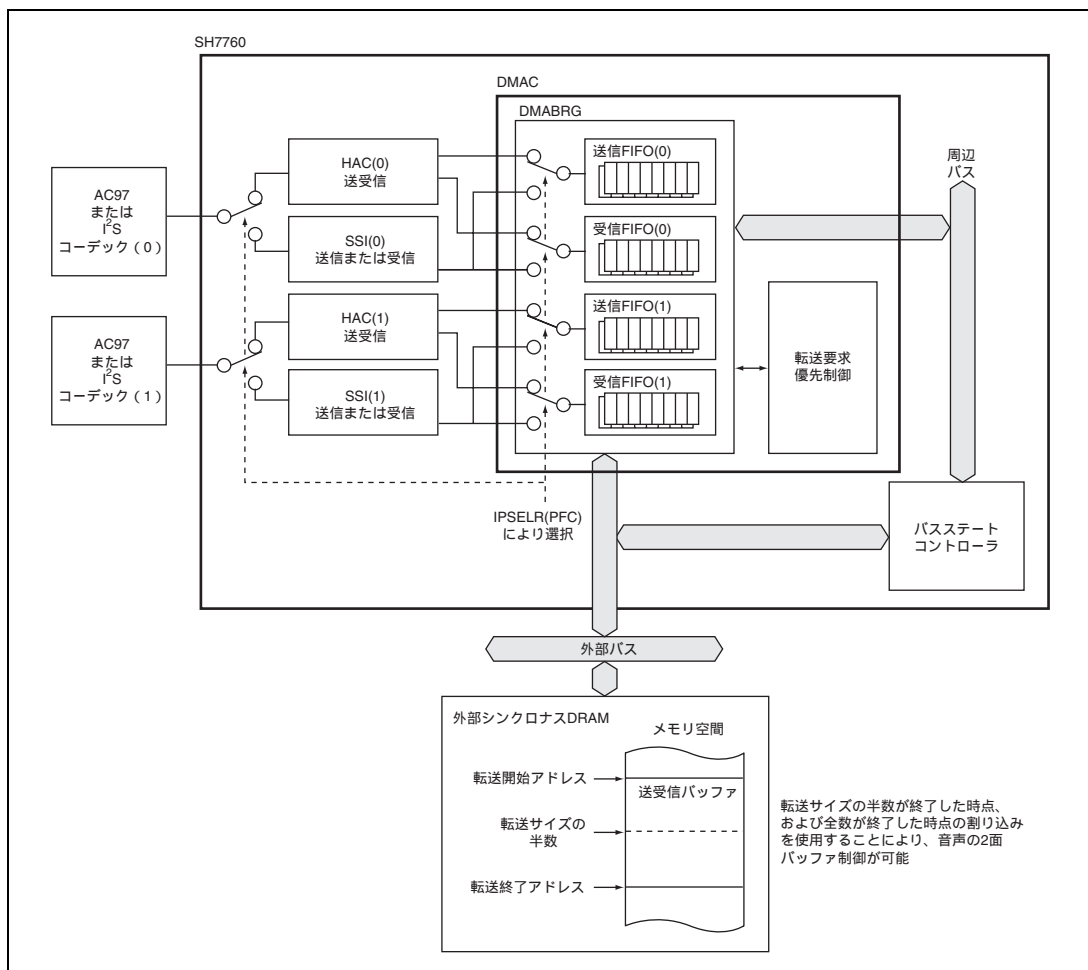 SH7760
DMAC
DMABRG
AC97
または
I²S
コーデック（0）
HAC(0)
送受信
SSI(0)
送信または受信
AC97
または
I²S
コーデック（1）
HAC(1)
送受信
SSI(1)
送信または受信
送信FIFO(0)
受信FIFO(0)
送信FIFO(1)
受信FIFO(1)
転送要求
優先制御
周辺
バス
IPSELR(PFC)
により選択
バスステート
コントローラ
外部バス
外部シンクロナスDRAM
メモリ空間
転送開始アドレス
送受信バッファ
転送サイズの
半数
転送終了アドレス
転送サイズの半数が終了した時点、
および全数が終了した時点の割り込み
を使用することにより、音声の2面
バッファ制御が可能